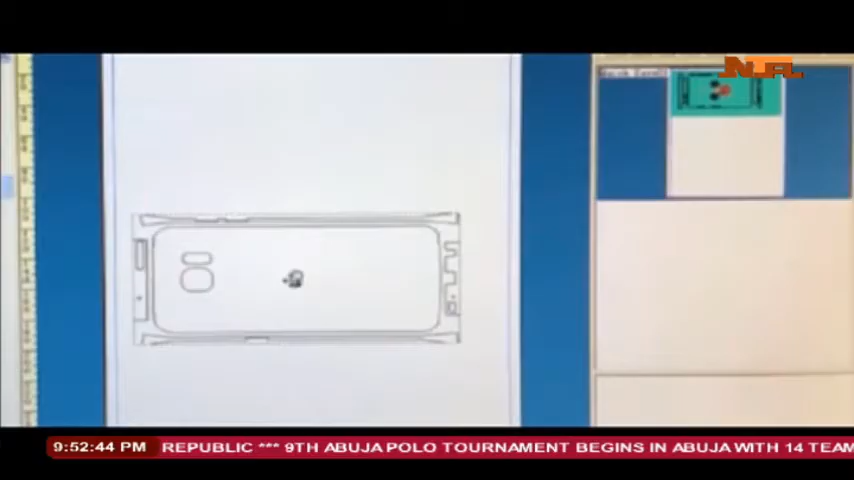 NTA
9:52:44 PM REPUBLIC *** 9TH ABUJA POLO TOURNAMENT BEGINS IN ABUJA WITH 14 TEAM